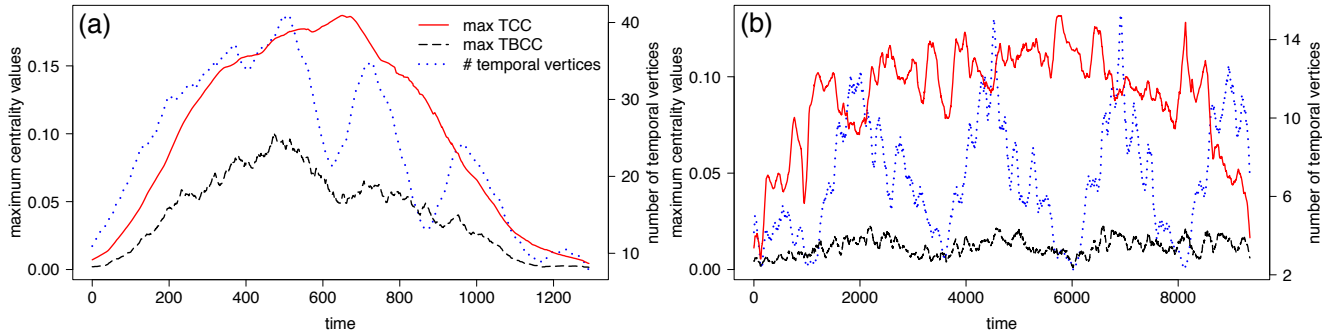 (a)
max TCC
max TBCC
# temporal vertices
maximum centrality values
0.15
0.10
0.05
0.00
number of temporal vertices
40
30
20
10
0 200 400 600 800 1000 1200
time
(b)
maximum centrality values
0.10
0.05
0.00
number of temporal vertices
14
10
6
2
0 2000 4000 6000 8000
time